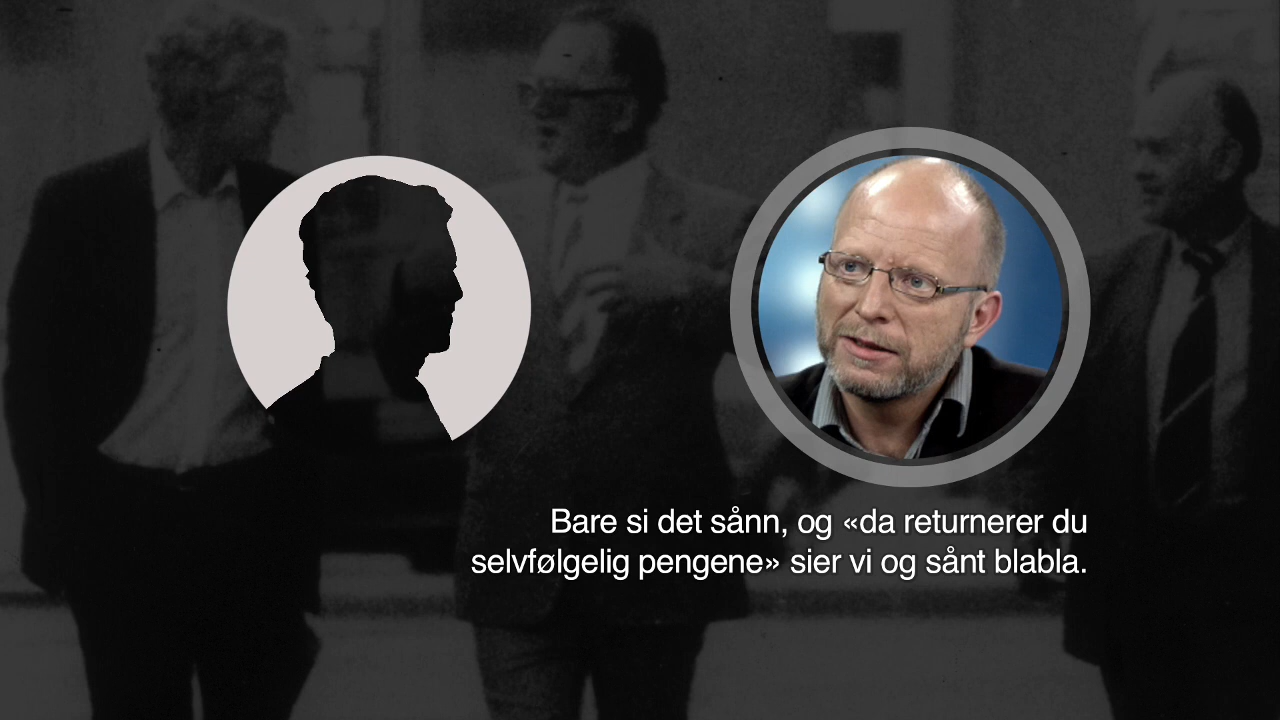 Bare si det sånn, og «da returnerer du
selvfølgelig pengene» sier vi og sånt blabla.